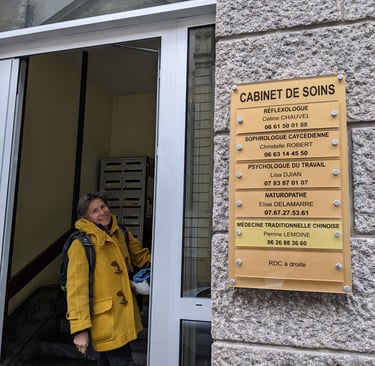 CABINET DE SOINS
RÉFLEXOLOGUE
Céline CHAUVEL
06 61 50 01 88
SOPHROLOGUE CAYCEDIENNE
Christelle ROBERT
06 63 14 45 50
PSYCHOLOGUE DU TRAVAIL
Lisa DJIAN
07 83 87 01 07
NATUROPATHE
Elise DELAMARRE
07.67.27.53.61
MÉDECINE TRADITIONNELLE CHINOISE
Perrine LEMOINE
06 26 88 36 60
RDC à droite